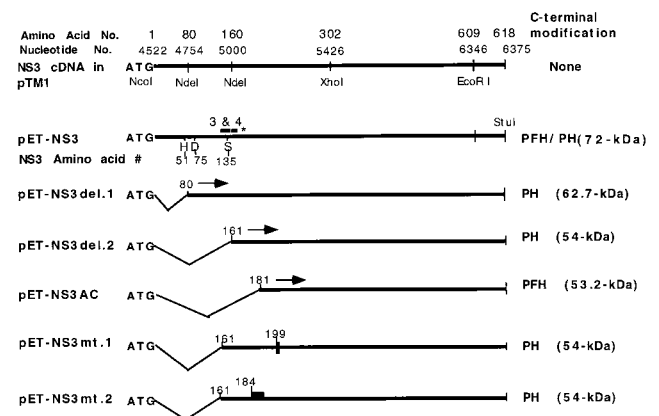 C-terminal modification
Amino Acid No. 1 80 160 302 609 618
Nucleotide No. 4522 4754 5000 5426 6346 6375
NS3 cDNA in pTM1 ATG None
NcoI NdeI NdeI XhoI EcoRI
3 & 4 * StuI
pET-NS3 ATG PFH/PH(72-kDa)
H D S
NS3 Amino acid # 51 75 135
80
pET-NS3del.1 ATG PH (62.7-kDa)
161
pET-NS3del.2 ATG PH (54-kDa)
181
pET-NS3AC ATG PFH (53.2-kDa)
161 199
pET-NS3mt.1 ATG PH (54-kDa)
161 184
pET-NS3mt.2 ATG PH (54-kDa)